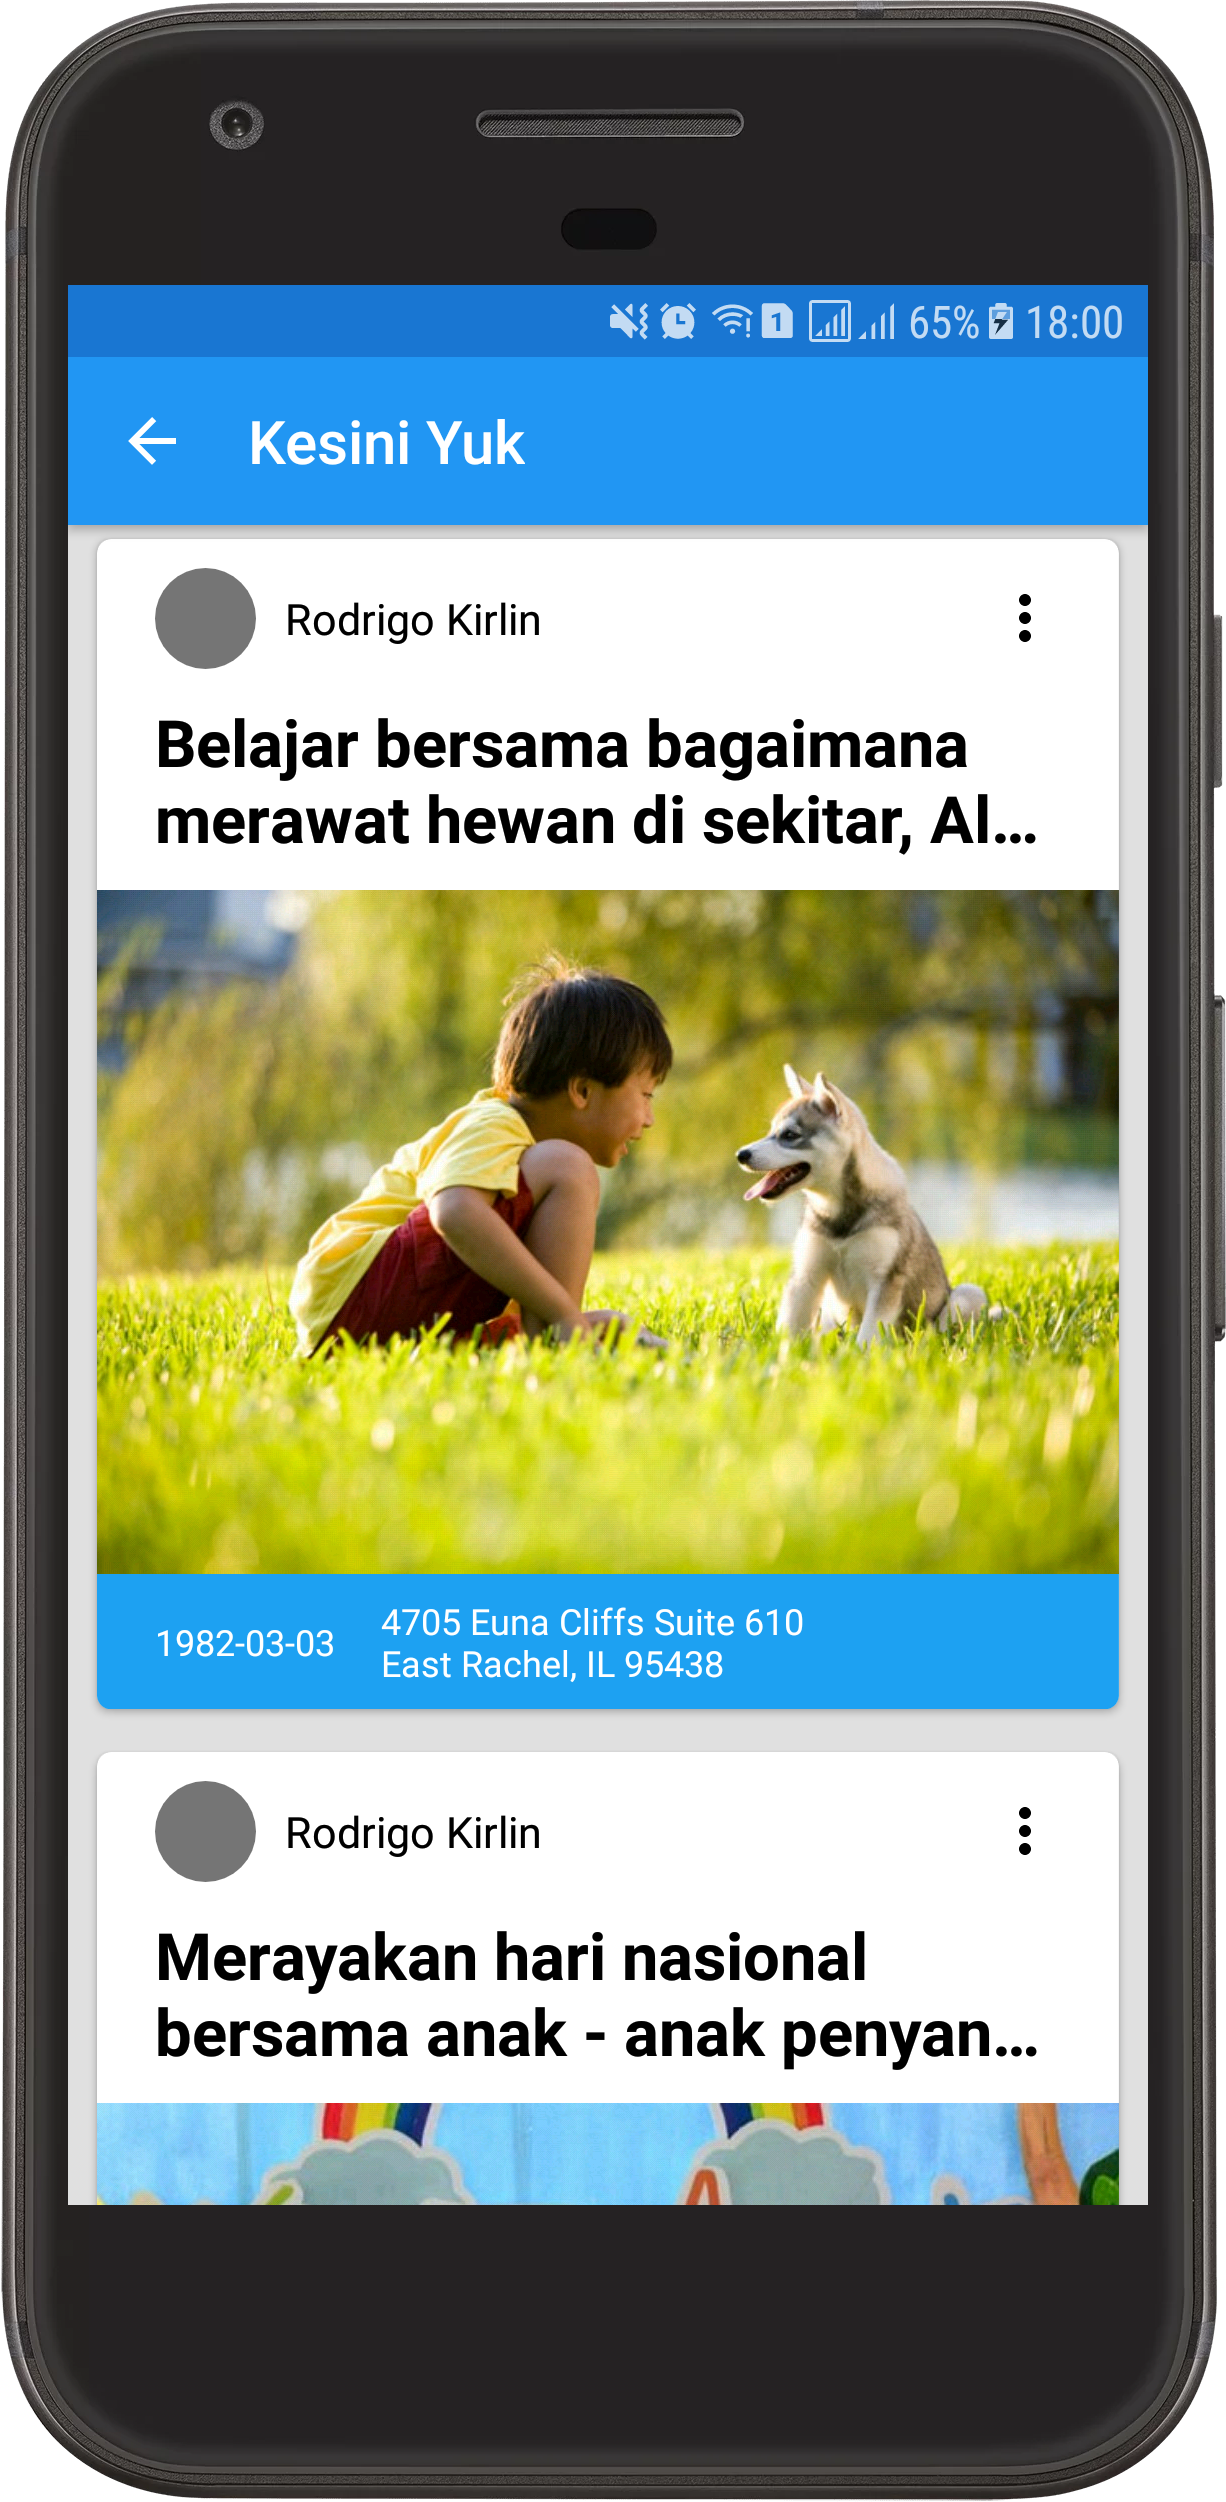 1 65% 18:00
Kesini Yuk
Rodrigo Kirlin
Belajar bersama bagaimana
merawat hewan di sekitar, Al...
1982-03-03
4705 Euna Cliffs Suite 610
East Rachel, IL 95438
Rodrigo Kirlin
Merayakan hari nasional
bersama anak - anak penyan...